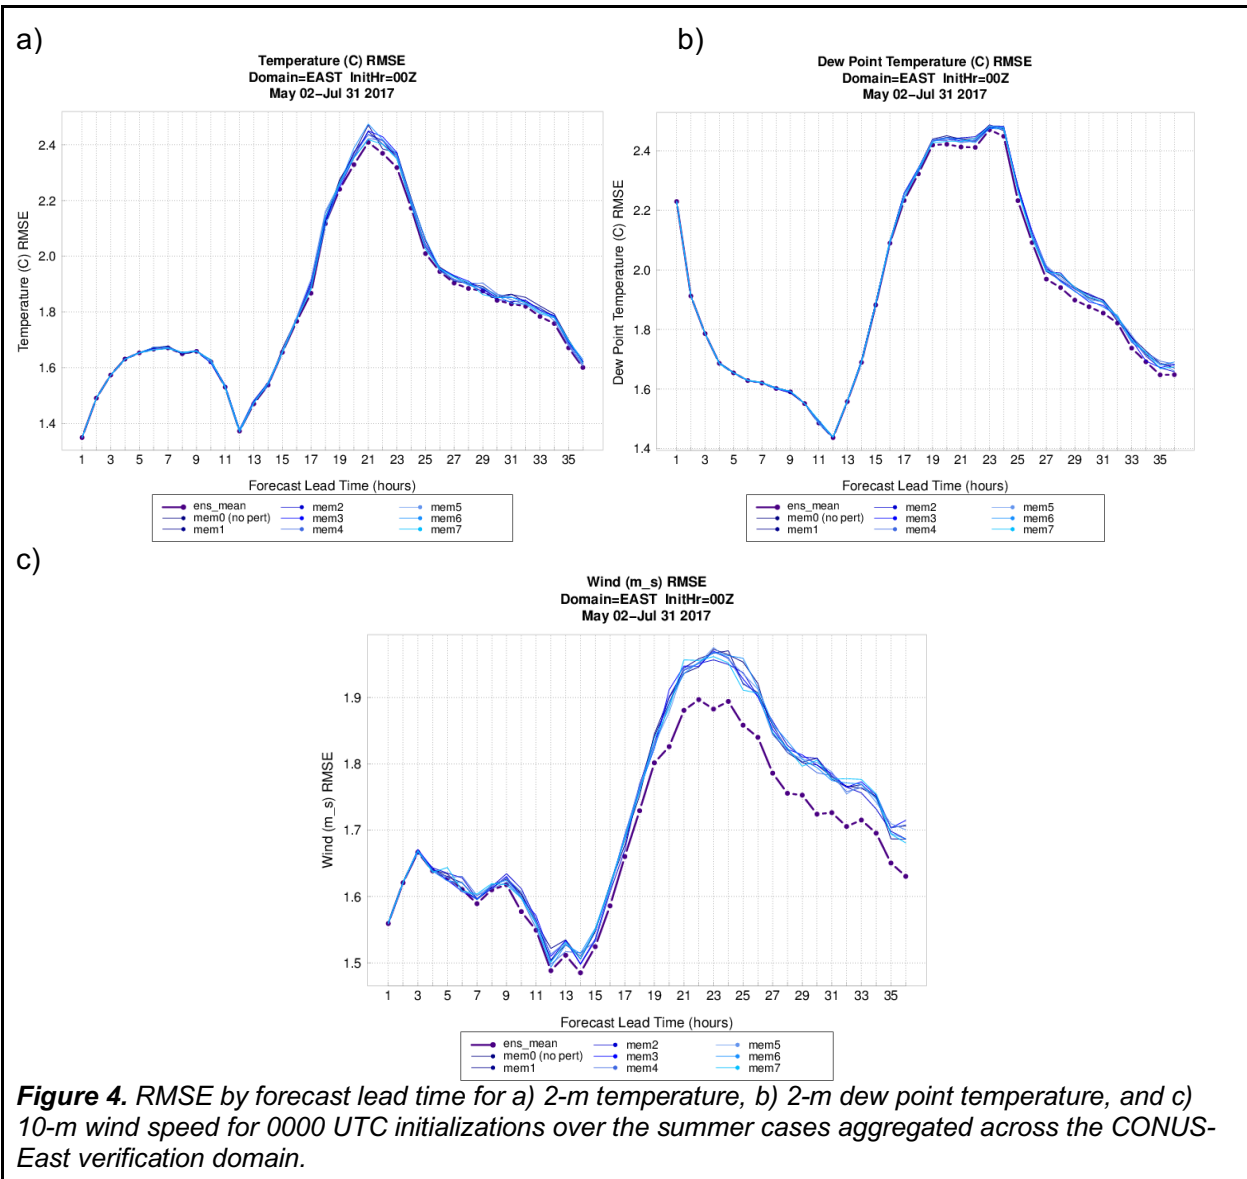 a)
Temperature (C) RMSE
Domain=EAST InitHr=00Z
May 02–Jul 31 2017
Temperature (C) RMSE
2.4
2.2
2.0
1.8
1.6
1.4
1 3 5 7 9 11 13 15 17 19 21 23 25 27 29 31 33 35
Forecast Lead Time (hours)
ens_mean mem2 mem5
mem0 (no pert) mem3 mem6
mem1 mem4 mem7
b)
Dew Point Temperature (C) RMSE
Domain=EAST InitHr=00Z
May 02–Jul 31 2017
Dew Point Temperature (C) RMSE
2.4
2.2
2.0
1.8
1.6
1.4
1 3 5 7 9 11 13 15 17 19 21 23 25 27 29 31 33 35
Forecast Lead Time (hours)
ens_mean mem2 mem5
mem0 (no pert) mem3 mem6
mem1 mem4 mem7
c)
Wind (m_s) RMSE
Domain=EAST InitHr=00Z
May 02–Jul 31 2017
Wind (m_s) RMSE
1.9
1.8
1.7
1.6
1.5
1 3 5 7 9 11 13 15 17 19 21 23 25 27 29 31 33 35
Forecast Lead Time (hours)
ens_mean mem2 mem5
mem0 (no pert) mem3 mem6
mem1 mem4 mem7
Figure 4. RMSE by forecast lead time for a) 2-m temperature, b) 2-m dew point temperature, and c)
10-m wind speed for 0000 UTC initializations over the summer cases aggregated across the CONUS-
East verification domain.